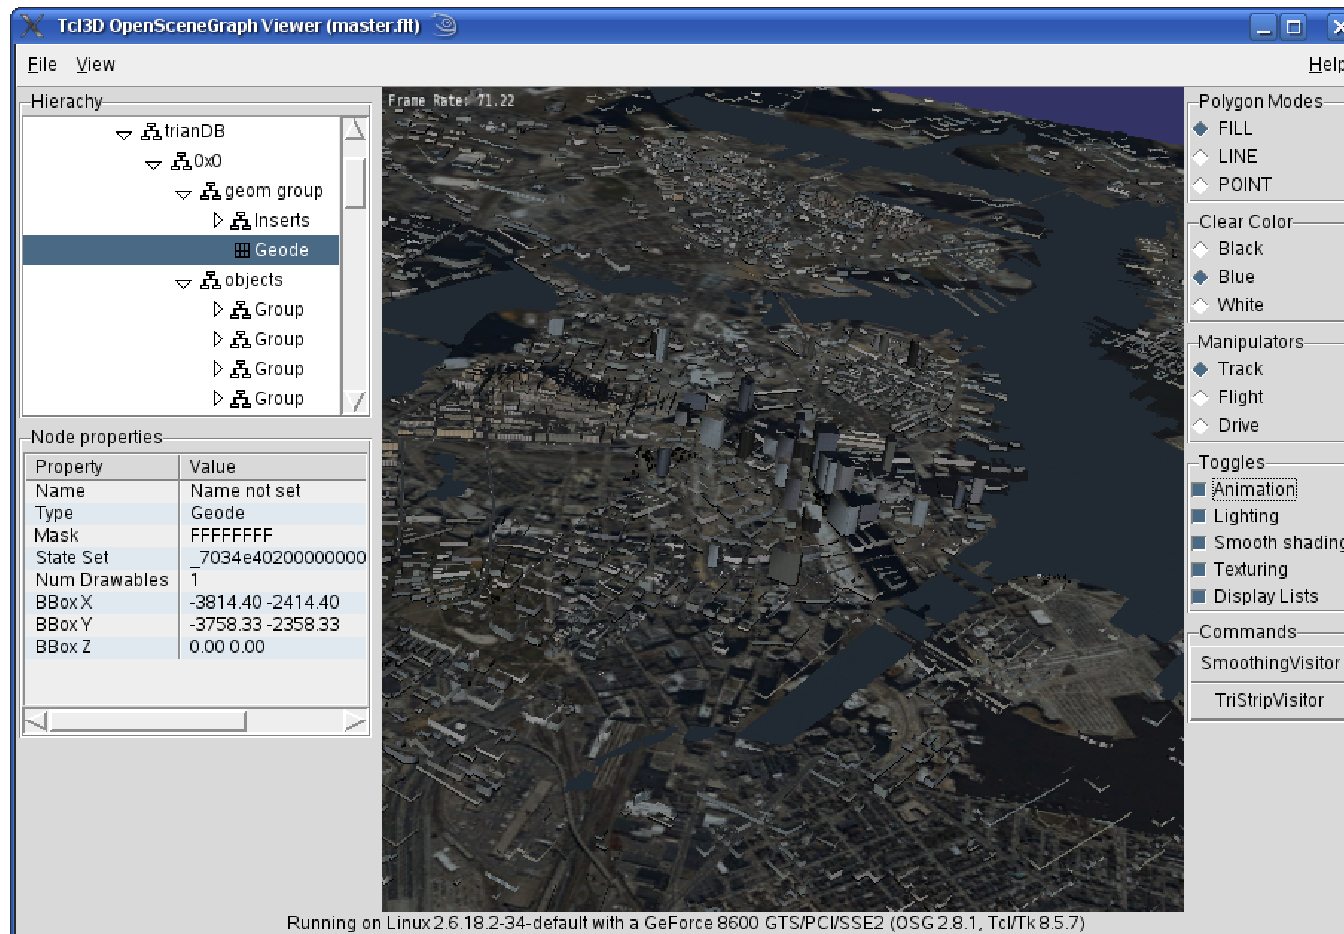 Tcl3D OpenSceneGraph Viewer (master.flt)
File View Help
Hierachy
trianDB
0x0
geom group
Inserts
Geode
objects
Group
Group
Group
Group
Node properties
Property Value
Name Name not set
Type Geode
Mask FFFFFFFF
State Set _7034e40200000000
Num Drawables 1
BBox X -3814.40 -2414.40
BBox Y -3758.33 -2358.33
BBox Z 0.00 0.00
Frame Rate: 71.22
Polygon Modes
FILL
LINE
POINT
Clear Color
Black
Blue
White
Manipulators
Track
Flight
Drive
Toggles
Animation
Lighting
Smooth shading
Texturing
Display Lists
Commands
SmoothingVisitor
TriStripVisitor
Running on Linux 2.6.18.2-34-default with a GeForce 8600 GTS/PCI/SSE2 (OSG 2.8.1, Tcl/Tk 8.5.7)